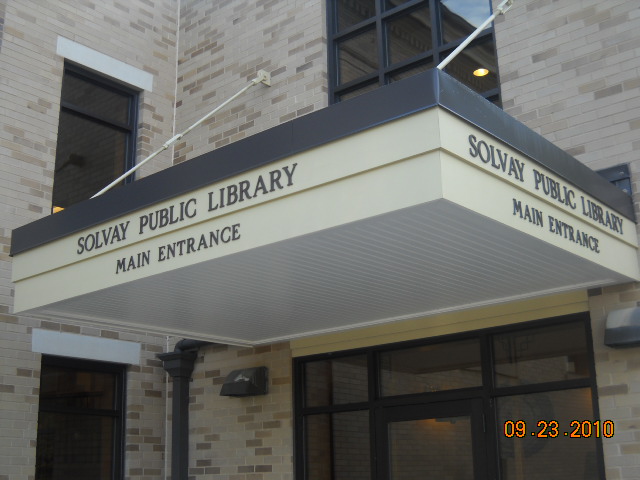 SOLVAY PUBLIC LIBRARY
MAIN ENTRANCE
SOLVAY PUBLIC LIBRARY
MAIN ENTRANCE
09.23.2010